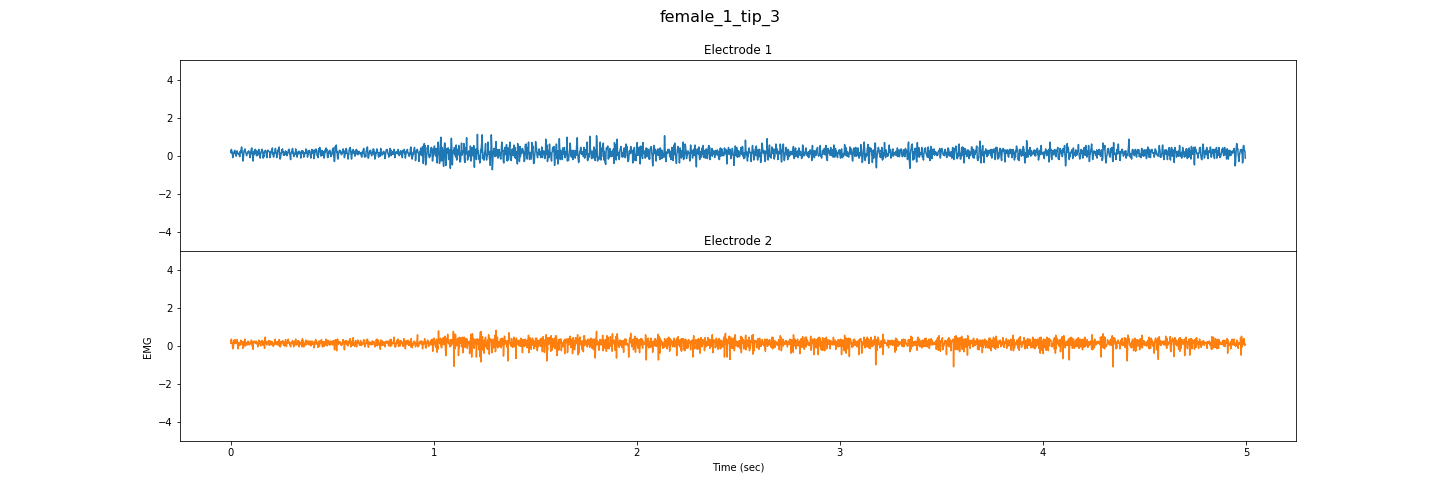 female_1_tip_3
Electrode 1
4
2
0
−2
−4
Electrode 2
4
2
0
−2
−4
EMG
0 1 2 3 4 5
Time (sec)